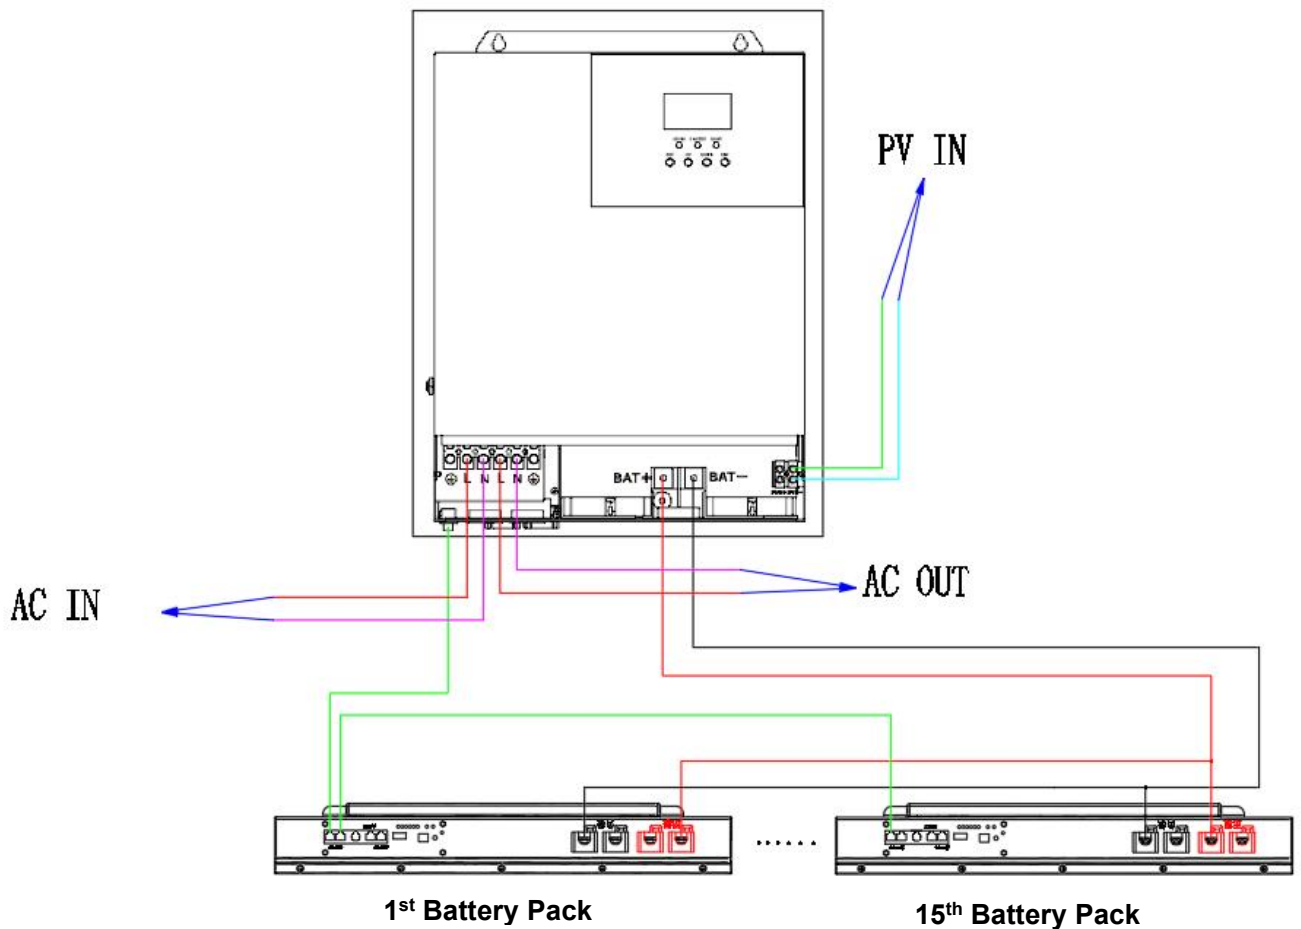 PV IN
BAT+ BAT−
⏚ L N L N ⏚
AC OUT
AC IN
......
1st Battery Pack
15th Battery Pack